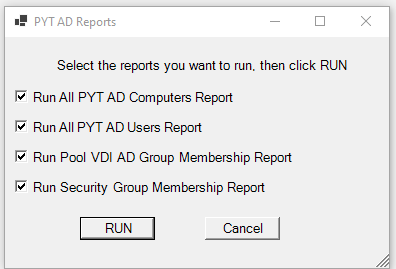 PYT AD Reports
Select the reports you want to run, then click RUN
Run All PYT AD Computers Report
Run All PYT AD Users Report
Run Pool VDI AD Group Membership Report
Run Security Group Membership Report
RUN Cancel